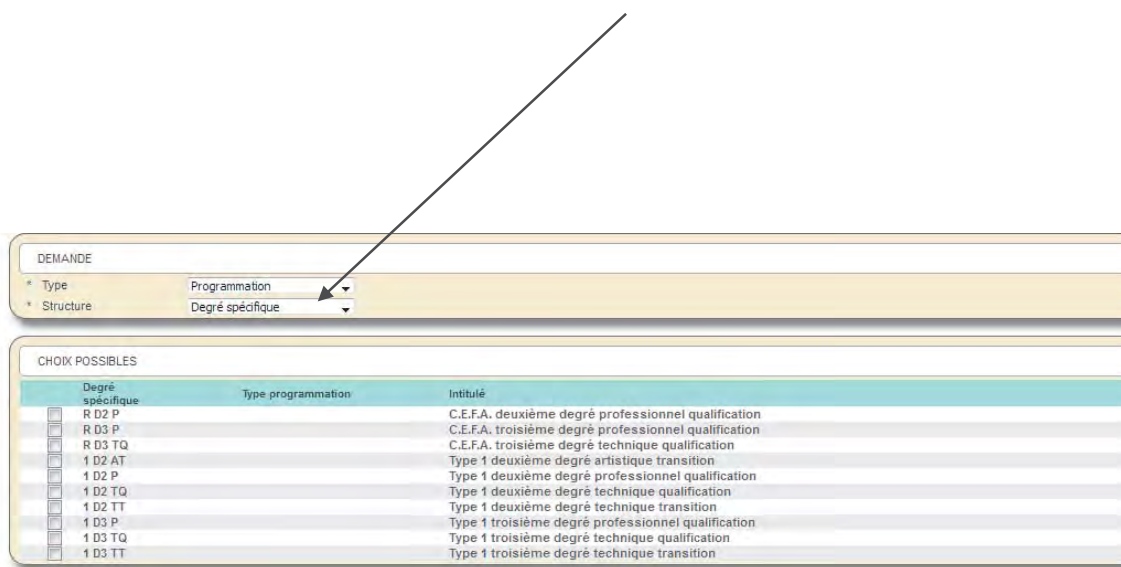 DEMANDE
* Type Programmation
* Structure Degré spécifique
CHOIX POSSIBLES
Degré spécifique Type programmation Intitulé
R D2 P C.E.F.A. deuxième degré professionnel qualification
R D3 P C.E.F.A. troisième degré professionnel qualification
R D3 TQ C.E.F.A. troisième degré technique qualification
1 D2 AT Type 1 deuxième degré artistique transition
1 D2 P Type 1 deuxième degré professionnel qualification
1 D2 TQ Type 1 deuxième degré technique qualification
1 D2 TT Type 1 deuxième degré technique transition
1 D3 P Type 1 troisième degré professionnel qualification
1 D3 TQ Type 1 troisième degré technique qualification
1 D3 TT Type 1 troisième degré technique transition